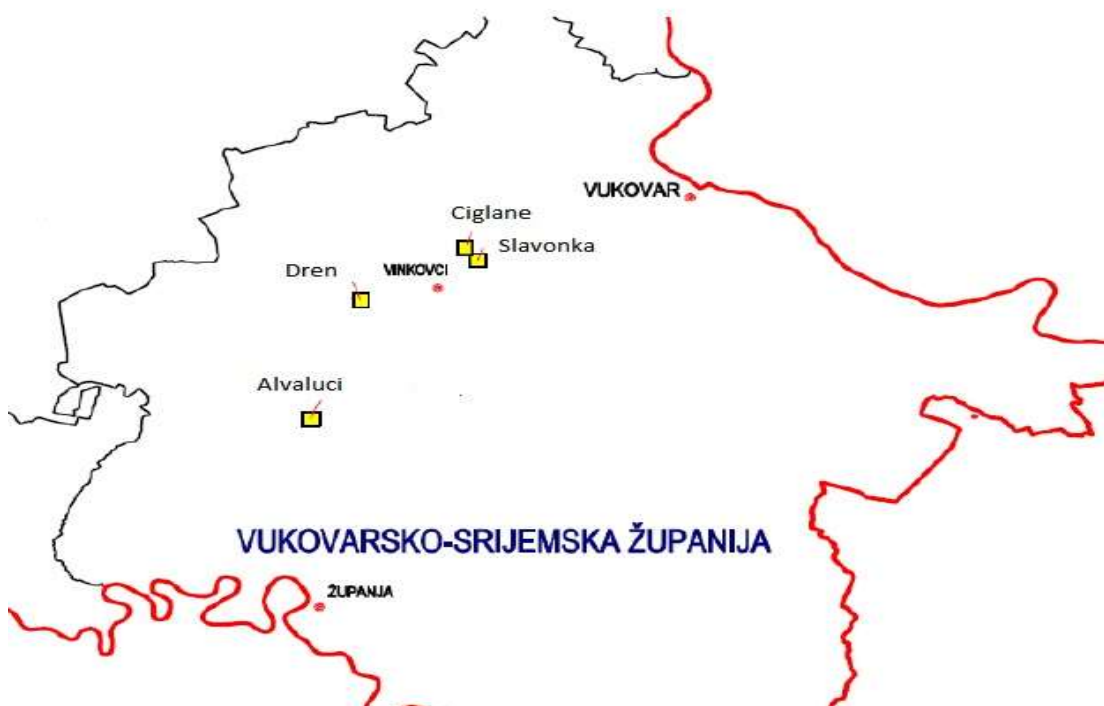 VUKOVAR
Ciglane
Slavonka
Dren
VINKOVCI
Alvaluci
VUKOVARSKO-SRIJEMSKA ŽUPANIJA
ŽUPANJA